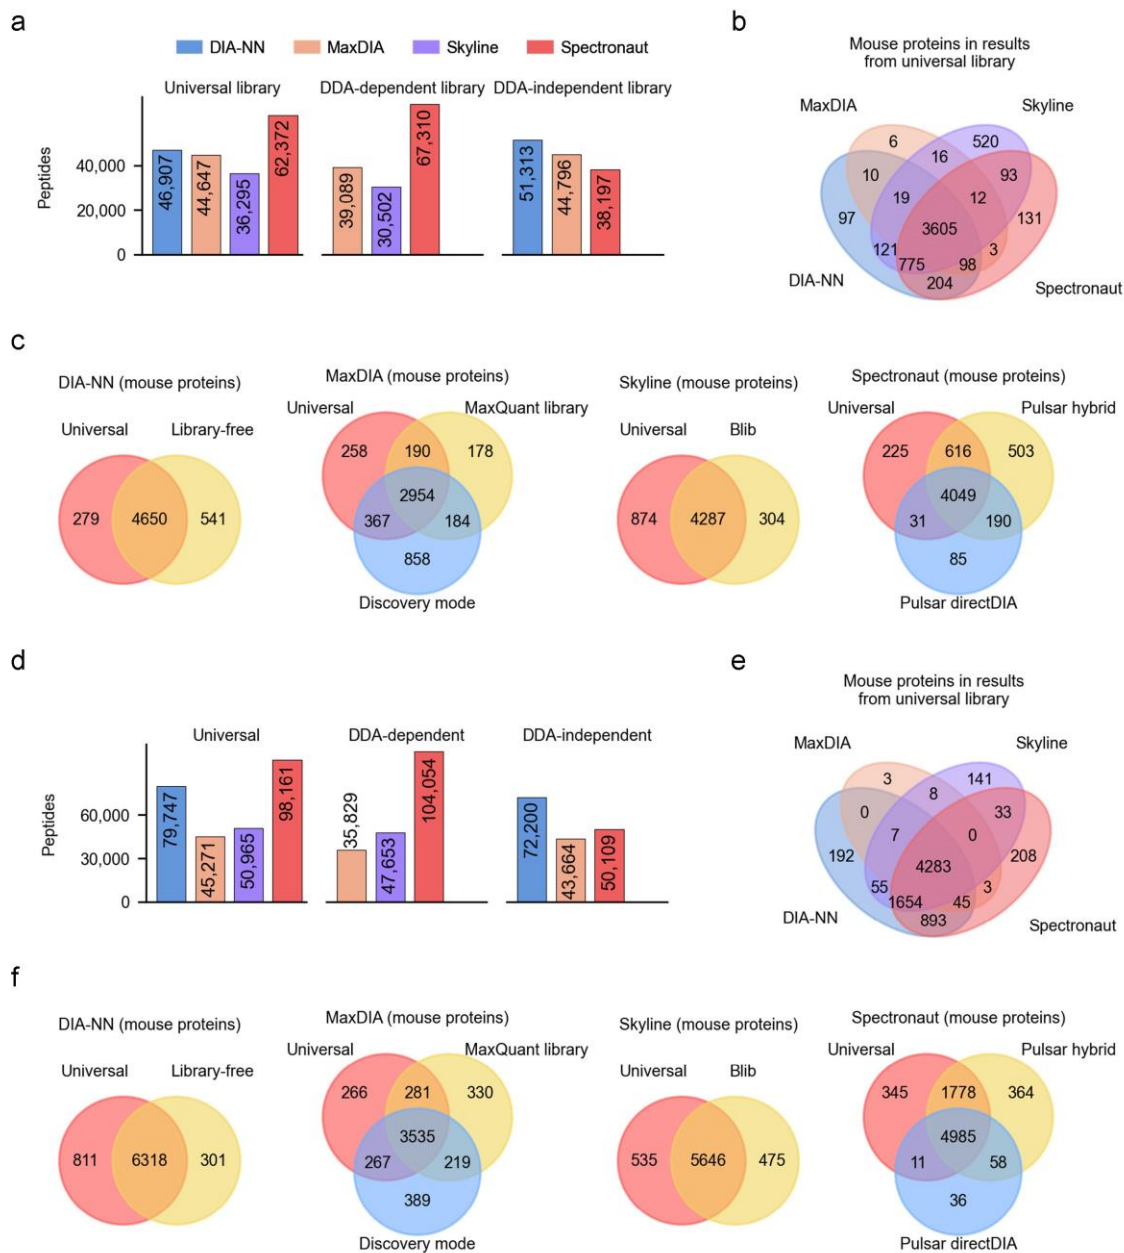 a
DIA-NN MaxDIA Skyline Spectronaut
Universal library DDA-dependent library DDA-independent library
Peptides
40,000
20,000
0
46,907 44,647 36,295 62,372
39,089 30,502 67,310
51,313 44,796 38,197
b
Mouse proteins in results
from universal library
MaxDIA Skyline
6 520
16
10 93
19 12
97 131
3605
121 3
775 98
204
DIA-NN Spectronaut
c
DIA-NN (mouse proteins)
Universal Library-free
279 4650 541
MaxDIA (mouse proteins)
Universal MaxQuant library
258 190 178
2954
367 184
858
Discovery mode
Skyline (mouse proteins)
Universal Blib
874 4287 304
Spectronaut (mouse proteins)
Universal Pulsar hybrid
225 616 503
4049
31 190
85
Pulsar directDIA
d
Universal DDA-dependent DDA-independent
Peptides
60,000
30,000
0
79,747 45,271 50,965 98,161
35,829 47,653 104,054
72,200 43,664 50,109
e
Mouse proteins in results
from universal library
MaxDIA Skyline
3 141
8
0 33
7 0
192 208
4283
55 3
1654 45
893
DIA-NN Spectronaut
f
DIA-NN (mouse proteins)
Universal Library-free
811 6318 301
MaxDIA (mouse proteins)
Universal MaxQuant library
266 281 330
3535
267 219
389
Discovery mode
Skyline (mouse proteins)
Universal Blib
535 5646 475
Spectronaut (mouse proteins)
Universal Pulsar hybrid
345 1778 364
4985
11 58
36
Pulsar directDIA